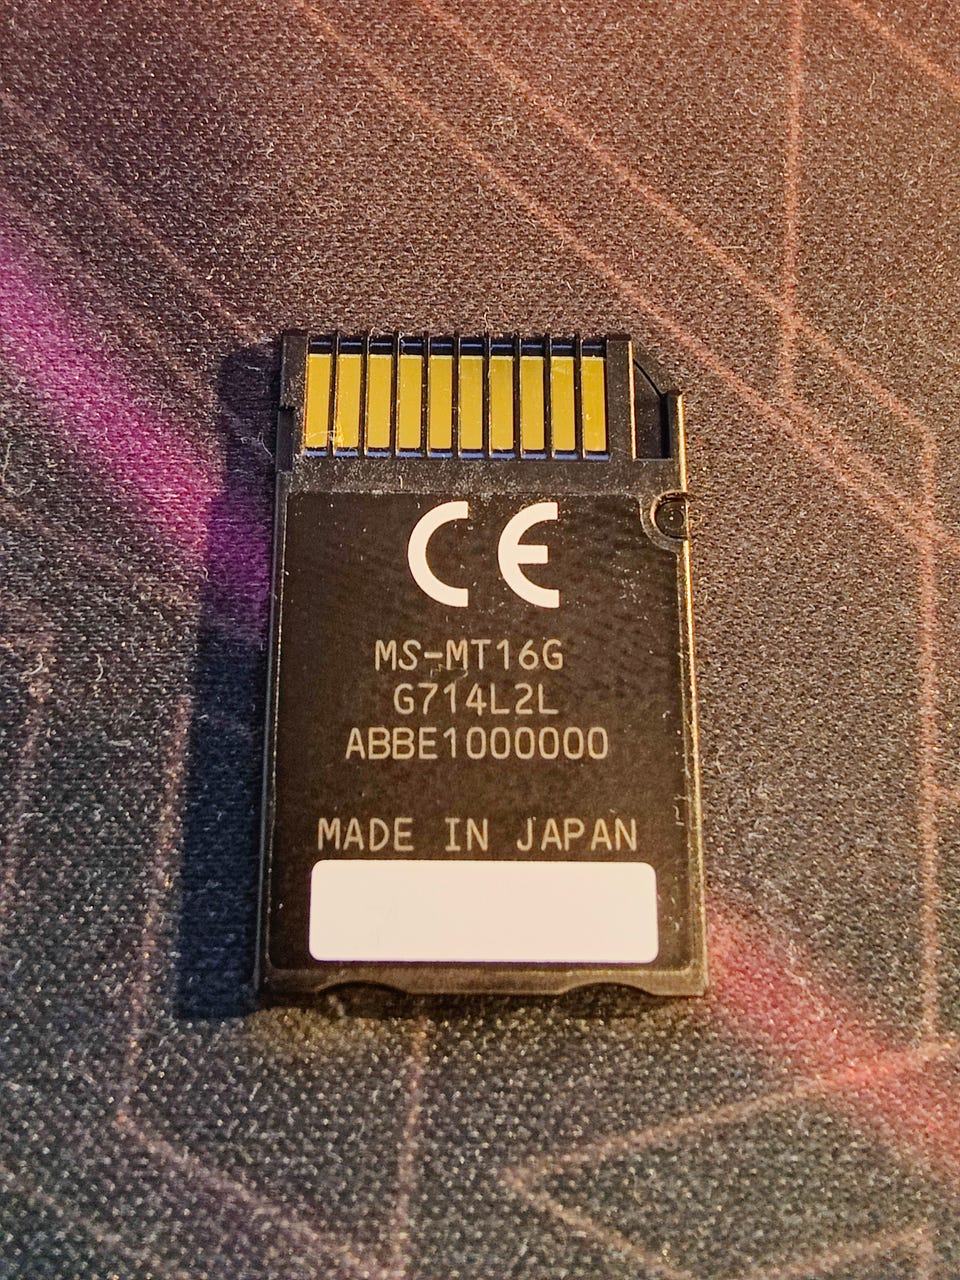 CE
MS-MT16G
G714L2L
ABBE1000000
MADE IN JAPAN